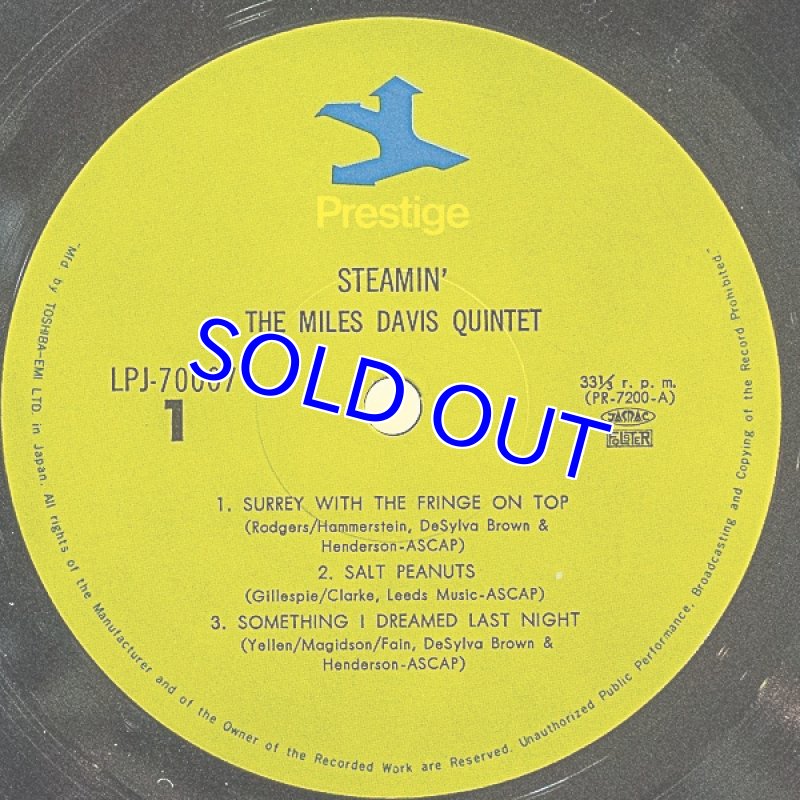 Prestige
STEAMIN'
THE MILES DAVIS QUINTET
SOLD OUT
1
33⅓ r. p. m.
(PR-7200-A)
JASRAC
POLYSTER
1. SURREY WITH THE FRINGE ON TOP
(Rodgers/Hammerstein, DeSylva Brown &
Henderson-ASCAP)
2. SALT PEANUTS
(Gillespie/Clarke, Leeds Music-ASCAP)
3. SOMETHING I DREAMED LAST NIGHT
(Yellen/Magidson/Fain, DeSylva Brown &
Henderson-ASCAP)
"Mfd by TOSHIBA-EMI LTD. in Japan. All rights of the Manufacturer and of the Owner of the Recorded Work are Reserved. Unauthorized Public Performance, Broadcasting and Copying of the Record Prohibited."